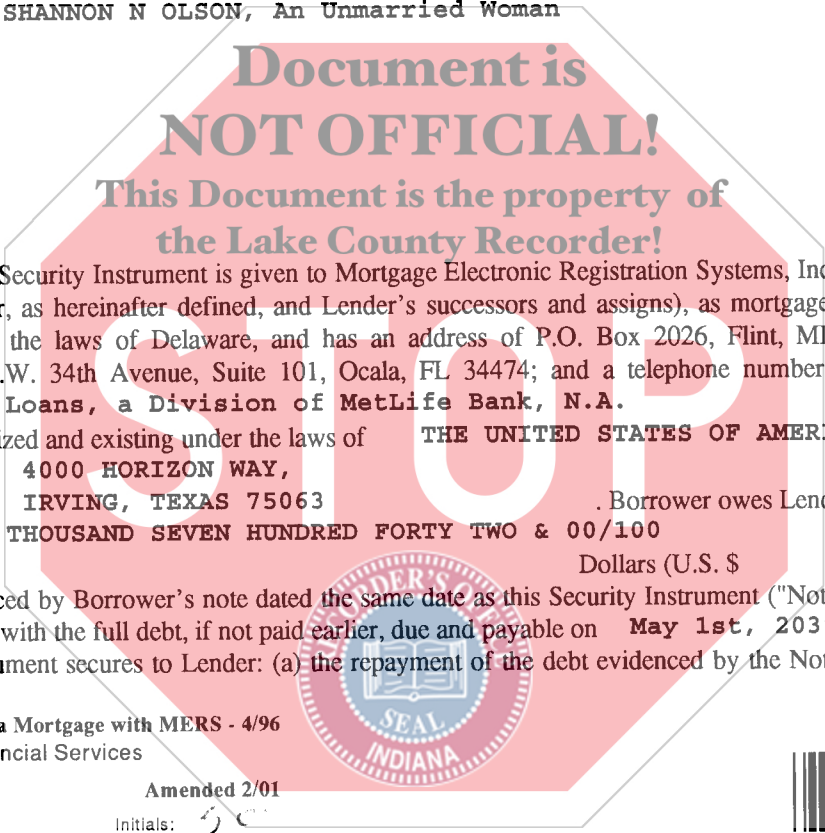 SHANNON N OLSON, An Unmarried Woman
Document is
NOT OFFICIAL!
This Document is the property of
the Lake County Recorder!
Security Instrument is given to Mortgage Electronic Registration Systems, Inc
r, as hereinafter defined, and Lender's successors and assigns), as mortgage
the laws of Delaware, and has an address of P.O. Box 2026, Flint, MI
.W. 34th Avenue, Suite 101, Ocala, FL 34474; and a telephone number
Loans, a Division of MetLife Bank, N.A.
ized and existing under the laws of THE UNITED STATES OF AMERI
4000 HORIZON WAY,
IRVING, TEXAS 75063 . Borrower owes Lend
THOUSAND SEVEN HUNDRED FORTY TWO & 00/100
Dollars (U.S. $
ced by Borrower's note dated the same date as this Security Instrument ("Not
with the full debt, if not paid earlier, due and payable on May 1st, 203
ument secures to Lender: (a) the repayment of the debt evidenced by the Not
STOP
RECORDER'S OFFICE
SEAL
INDIANA
a Mortgage with MERS - 4/96
ncial Services
Amended 2/01
Initials: